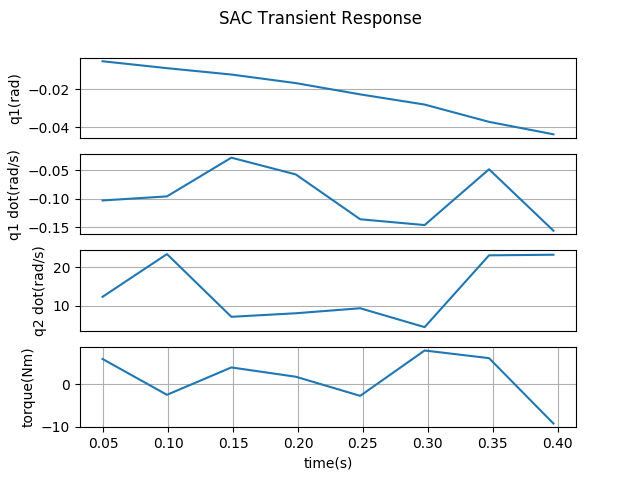 SAC Transient Response
q1(rad)
−0.02
−0.04
q1 dot(rad/s)
−0.05
−0.10
−0.15
q2 dot(rad/s)
20
10
torque(Nm)
0
−10
0.05 0.10 0.15 0.20 0.25 0.30 0.35 0.40
time(s)